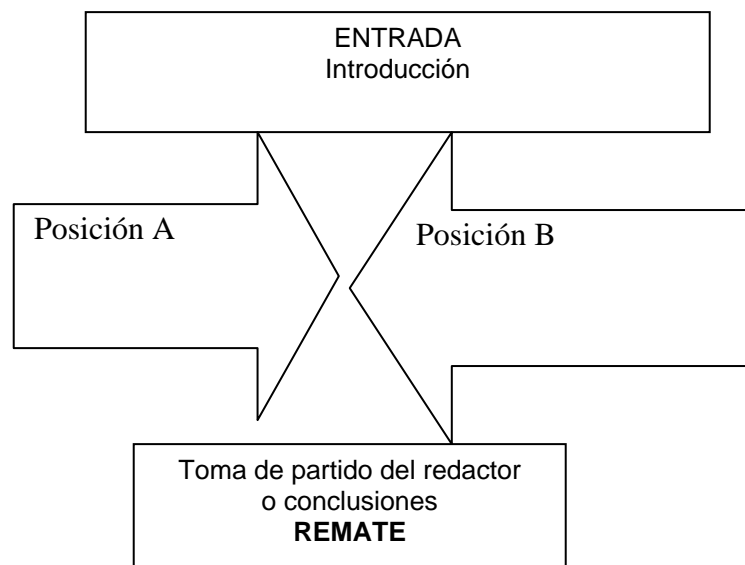 ENTRADA
Introducción
Posición A
Posición B
Toma de partido del redactor
o conclusiones
REMATE